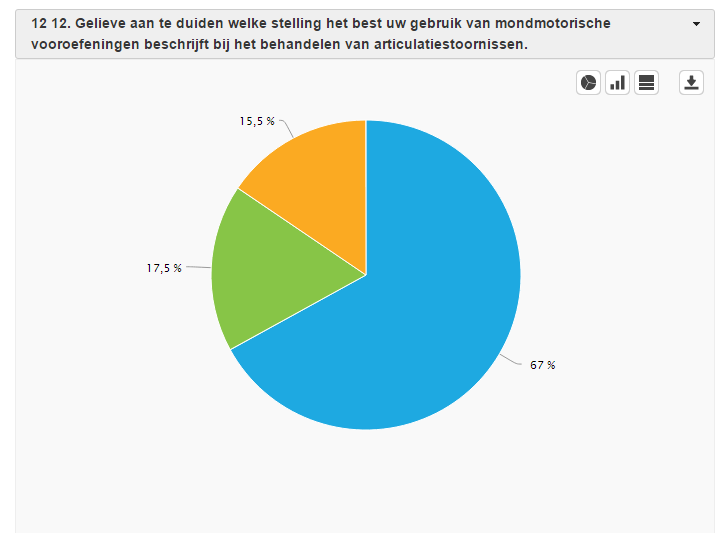 12 12. Gelieve aan te duiden welke stelling het best uw gebruik van mondmotorische
vooroefeningen beschrijft bij het behandelen van articulatiestoornissen.
15,5 %
17,5 %
67 %